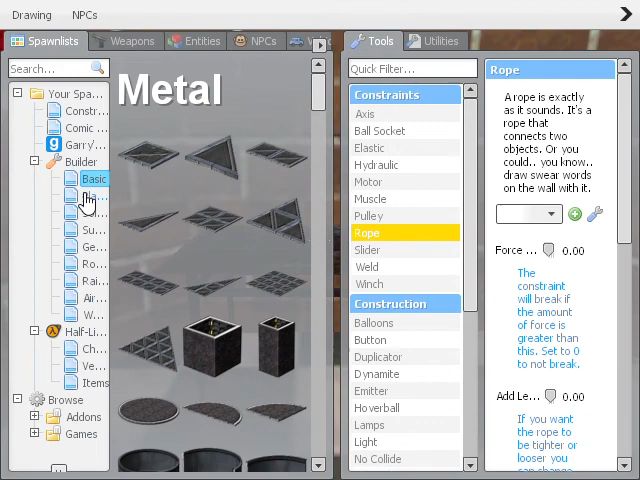 Drawing NPCs
Spawnlists Weapons Entities NPCs
Tools Utilities
Search...
Your Spa...
Constr...
Comic ...
Garry'...
Builder
Basic
Su...
Ge...
Ro...
Rai...
Air...
W...
Half-Li...
Ch...
Ve...
Items
Browse
Addons
Games
Metal
Quick Filter...
Constraints
Axis
Ball Socket
Elastic
Hydraulic
Motor
Muscle
Pulley
Rope
Slider
Weld
Winch
Construction
Balloons
Button
Duplicator
Dynamite
Emitter
Hoverball
Lamps
Light
No Collide
Rope
A rope is exactly
as it sounds. It's a
rope that
connects two
objects. Or you
could.. you know..
draw swear words
on the wall with it.
Force ... 0.00
The
constraint
will break if
the amount
of force is
greater than
this. Set to 0
to not break.
Add Le... 0.00
If you want
the rope to
be tighter or
looser you
can change